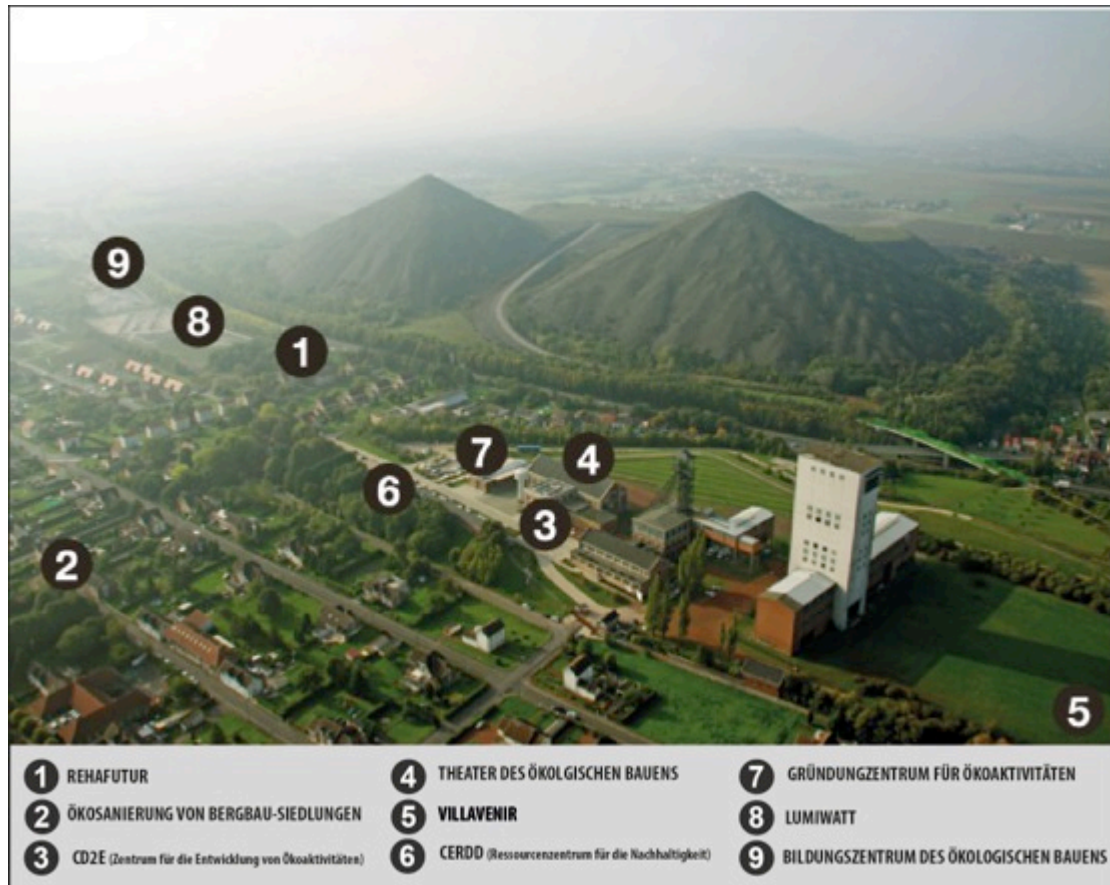 9
8
1
7
4
6
3
2
5
1 REHAFUTUR
2 ÖKOSANIERUNG VON BERGBAU-SIEDLUNGEN
3 CD2E (Zentrum für die Entwicklung von Ökoaktivitäten)
4 THEATER DES ÖKOLGISCHEN BAUENS
5 VILLAVENIR
6 CERDD (Ressourcenzentrum für die Nachhaltigkeit)
7 GRÜNDUNGZENTRUM FÜR ÖKOAKTIVITÄTEN
8 LUMIWATT
9 BILDUNGSZENTRUM DES ÖKOLOGISCHEN BAUENS